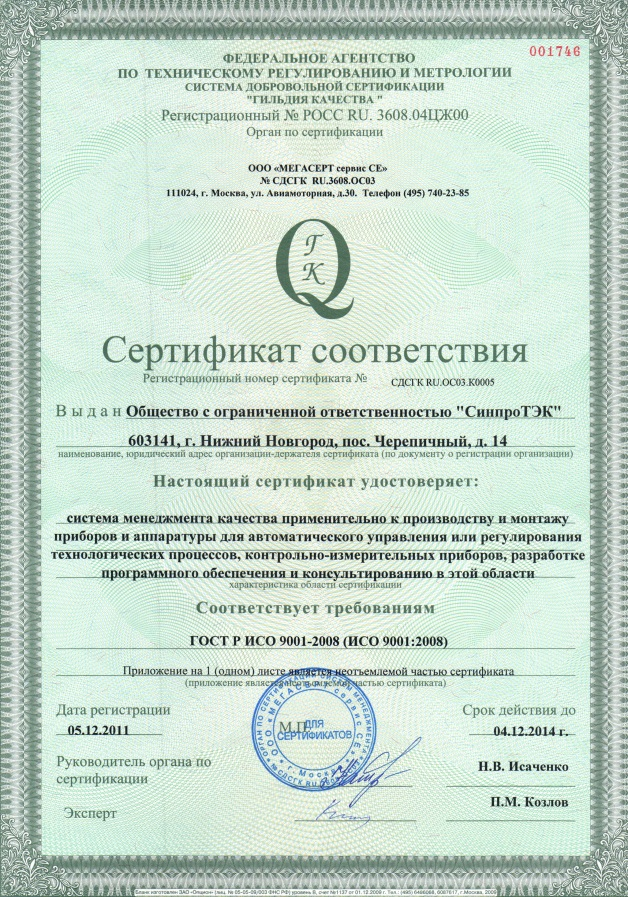 001746
ФЕДЕРАЛЬНОЕ АГЕНТСТВО
ПО ТЕХНИЧЕСКОМУ РЕГУЛИРОВАНИЮ И МЕТРОЛОГИИ
СИСТЕМА ДОБРОВОЛЬНОЙ СЕРТИФИКАЦИИ
"ГИЛЬДИЯ КАЧЕСТВА "
Регистрационный № РОСС RU. 3608.04ЦЖ00
Орган по сертификации
ООО «МЕГАСЕРТ сервис СЕ»
№ СДСГК RU.3608.ОС03
111024, г. Москва, ул. Авиамоторная, д.30. Телефон (495) 740-23-85
Г
К
Q
Сертификат соответствия
Регистрационный номер сертификата № СДСГК RU.ОС03.К0005
Выдан Общество с ограниченной ответственностью "СинпроТЭК"
603141, г. Нижний Новгород, пос. Черепичный, д. 14
наименование, юридический адрес организации-держателя сертификата (по документу о регистрации организации)
Настоящий сертификат удостоверяет:
система менеджмента качества применительно к производству и монтажу
приборов и аппаратуры для автоматического управления или регулирования
технологических процессов, контрольно-измерительных приборов, разработке
программного обеспечения и консультированию в этой области
характеристика области сертификации
Соответствует требованиям
ГОСТ Р ИСО 9001-2008 (ИСО 9001:2008)
Приложение на 1 (одном) листе является неотъемлемой частью сертификата
(приложение является неотъемлемой частью сертификата)
Дата регистрации
Срок действия до
05.12.2011
М.П.
ДЛЯ
СЕРТИФИКАТОВ
ООО «МЕГАСЕРТ сервис СЕ»
г. Москва
04.12.2014 г.
Руководитель органа по
сертификации
Н.В. Исаченко
Эксперт
П.М. Козлов